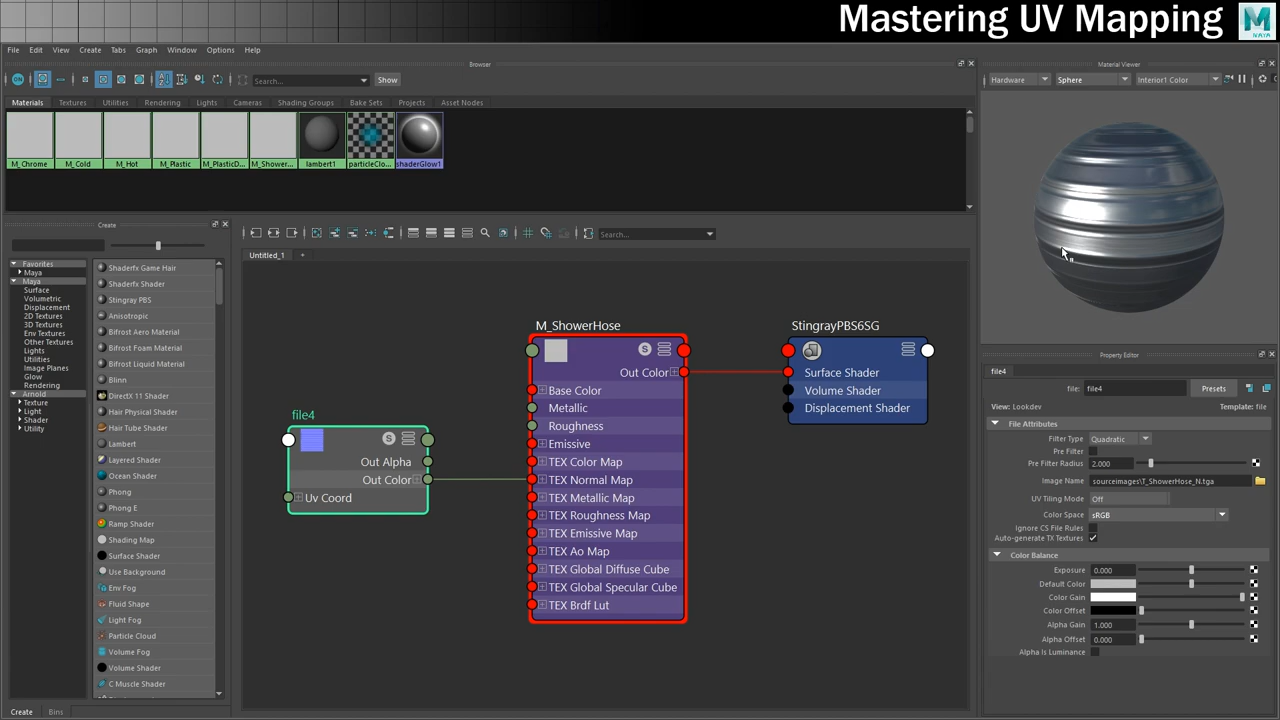 Mastering UV Mapping
MAYA
File Edit View Create Tabs Graph Window Options Help
Browser
Material Viewer
ON
Search...
Show
Hardware
Sphere
Interior1 Color
Materials Textures Utilities Rendering Lights Cameras Shading Groups Bake Sets Projects Asset Nodes
M_Chrome M_Cold M_Hot M_Plastic M_PlasticD... M_Shower... lambert1 particleClo... shaderGlow1
Create
Search...
Untitled_1 +
Favorites
Maya
Maya
Surface
Volumetric
Displacement
2D Textures
3D Textures
Env Textures
Other Textures
Lights
Utilities
Image Planes
Glow
Rendering
Arnold
Texture
Light
Shader
Utility
Shaderfx Game Hair
Shaderfx Shader
Stingray PBS
Anisotropic
Bifrost Aero Material
Bifrost Foam Material
Bifrost Liquid Material
Blinn
DirectX 11 Shader
Hair Physical Shader
Hair Tube Shader
Lambert
Layered Shader
Ocean Shader
Phong
Phong E
Ramp Shader
Shading Map
Surface Shader
Use Background
Env Fog
Fluid Shape
Light Fog
Particle Cloud
Volume Fog
Volume Shader
C Muscle Shader
Create Bins
file4
S
Out Alpha
Out Color
Uv Coord
M_ShowerHose
S
Out Color
Base Color
Metallic
Roughness
Emissive
TEX Color Map
TEX Normal Map
TEX Metallic Map
TEX Roughness Map
TEX Emissive Map
TEX Ao Map
TEX Global Diffuse Cube
TEX Global Specular Cube
TEX Brdf Lut
StingrayPBS6SG
Surface Shader
Volume Shader
Displacement Shader
Property Editor
file4
file: file4 Presets
View: Lookdev Template: file
File Attributes
Filter Type Quadratic
Pre Filter
Pre Filter Radius 2.000
Image Name sourceimages\T_ShowerHose_N.tga
UV Tiling Mode Off
Color Space sRGB
Ignore CS File Rules
Auto-generate TX Textures
Color Balance
Exposure 0.000
Default Color
Color Gain
Color Offset
Alpha Gain 1.000
Alpha Offset 0.000
Alpha Is Luminance